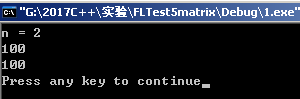 "G:\2017C++\实验\FLTest5matrix\Debug\1.exe"
n = 2
100
100
Press any key to continue